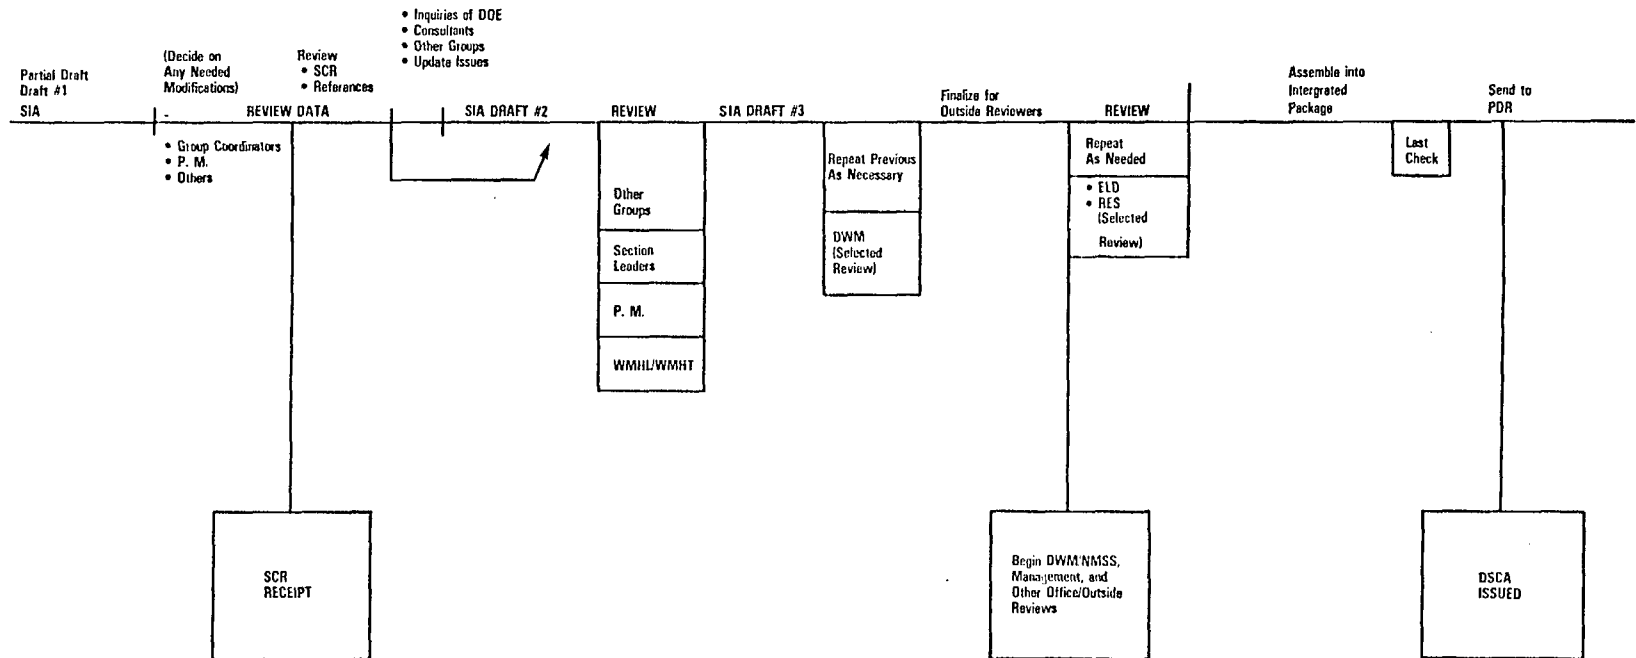 • Inquiries of DOE
• Consultants
• Other Groups
• Update Issues
(Decide on
Any Needed
Modifications)
Review
• SCR
• References
Partial Draft
Draft #1
SIA
REVIEW DATA
SIA DRAFT #2
REVIEW
SIA DRAFT #3
Finalize for
Outside Reviewers
REVIEW
Assemble into
Intergrated
Package
Send to
PDR
• Group Coordinators
• P. M.
• Others
Other
Groups
Section
Leaders
P. M.
WMHL/WMHT
Repeat Previous
As Necessary
DWM
(Selected
Review)
Repeat
As Needed
• ELD
• RES
(Selected
Review)
Last
Check
SCR
RECEIPT
Begin DWM'NMSS,
Management, and
Other Office/Outside
Reviews
DSCA
ISSUED